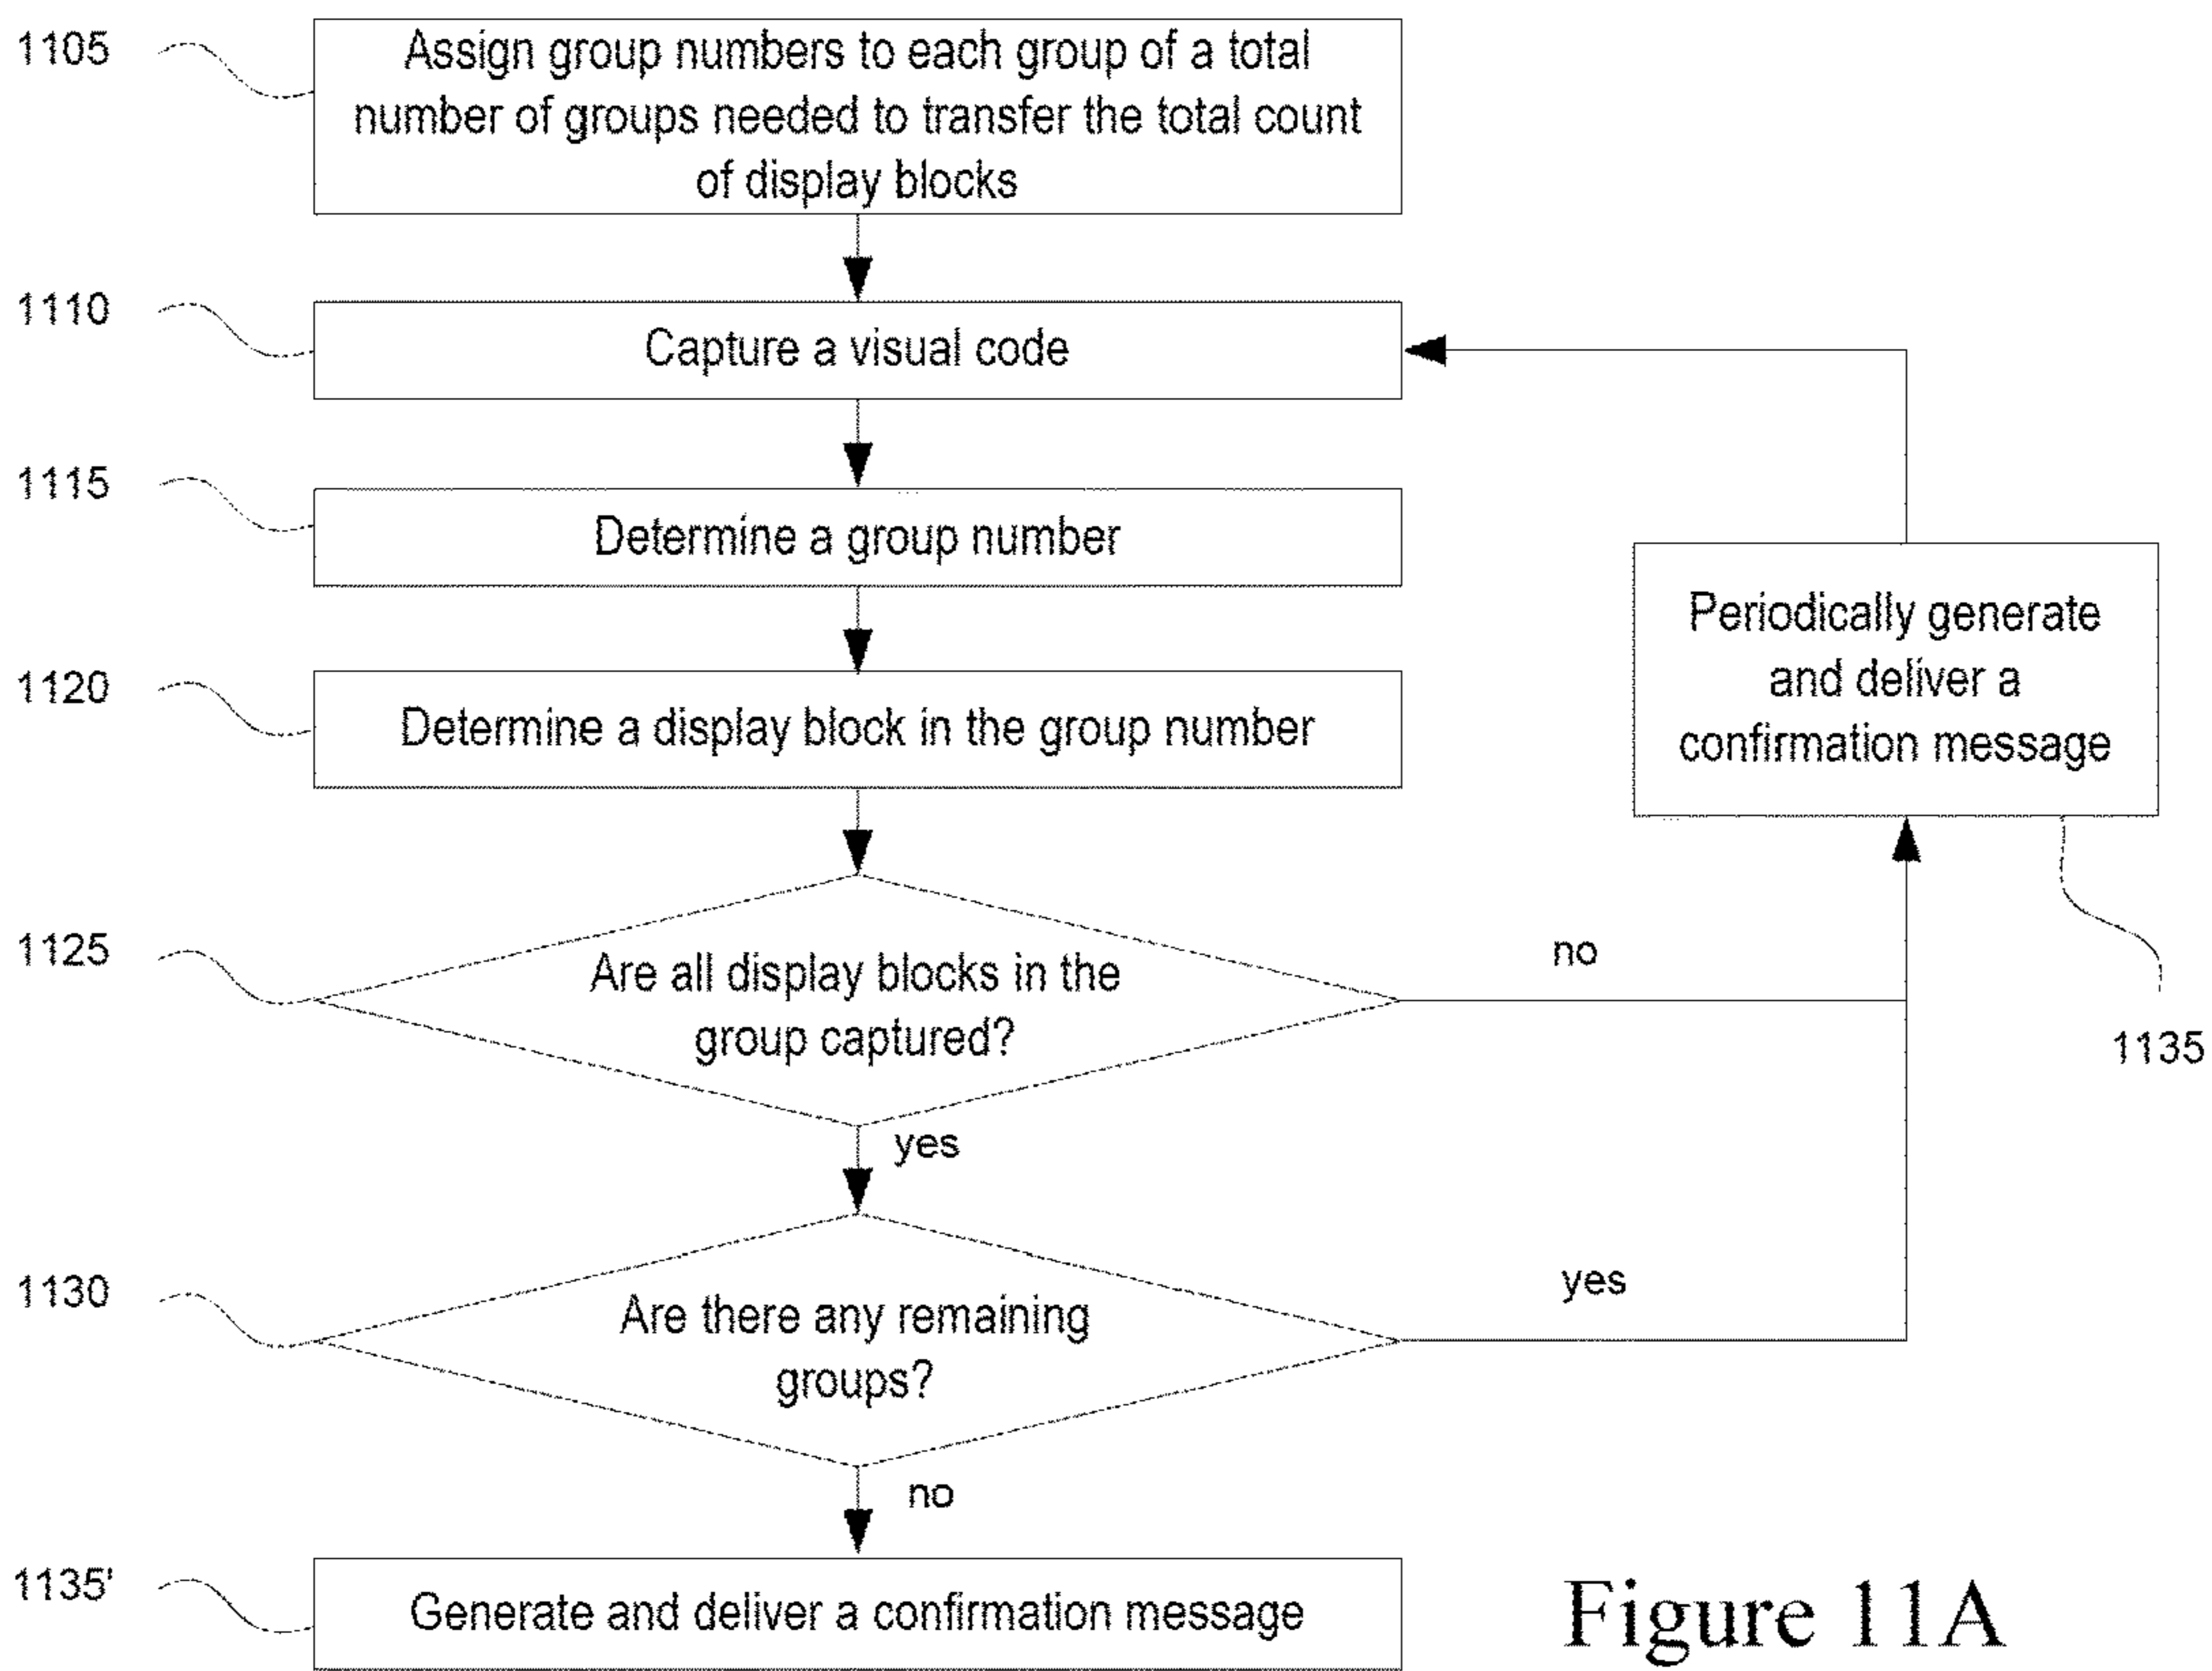 1105
Assign group numbers to each group of a total
number of groups needed to transfer the total count
of display blocks
1110
Capture a visual code
1115
Determine a group number
Periodically generate
and deliver a
confirmation message
1120
Determine a display block in the group number
1125
Are all display blocks in the
group captured?
no
1135
yes
1130
Are there any remaining
groups?
yes
no
1135'
Generate and deliver a confirmation message
Figure 11A